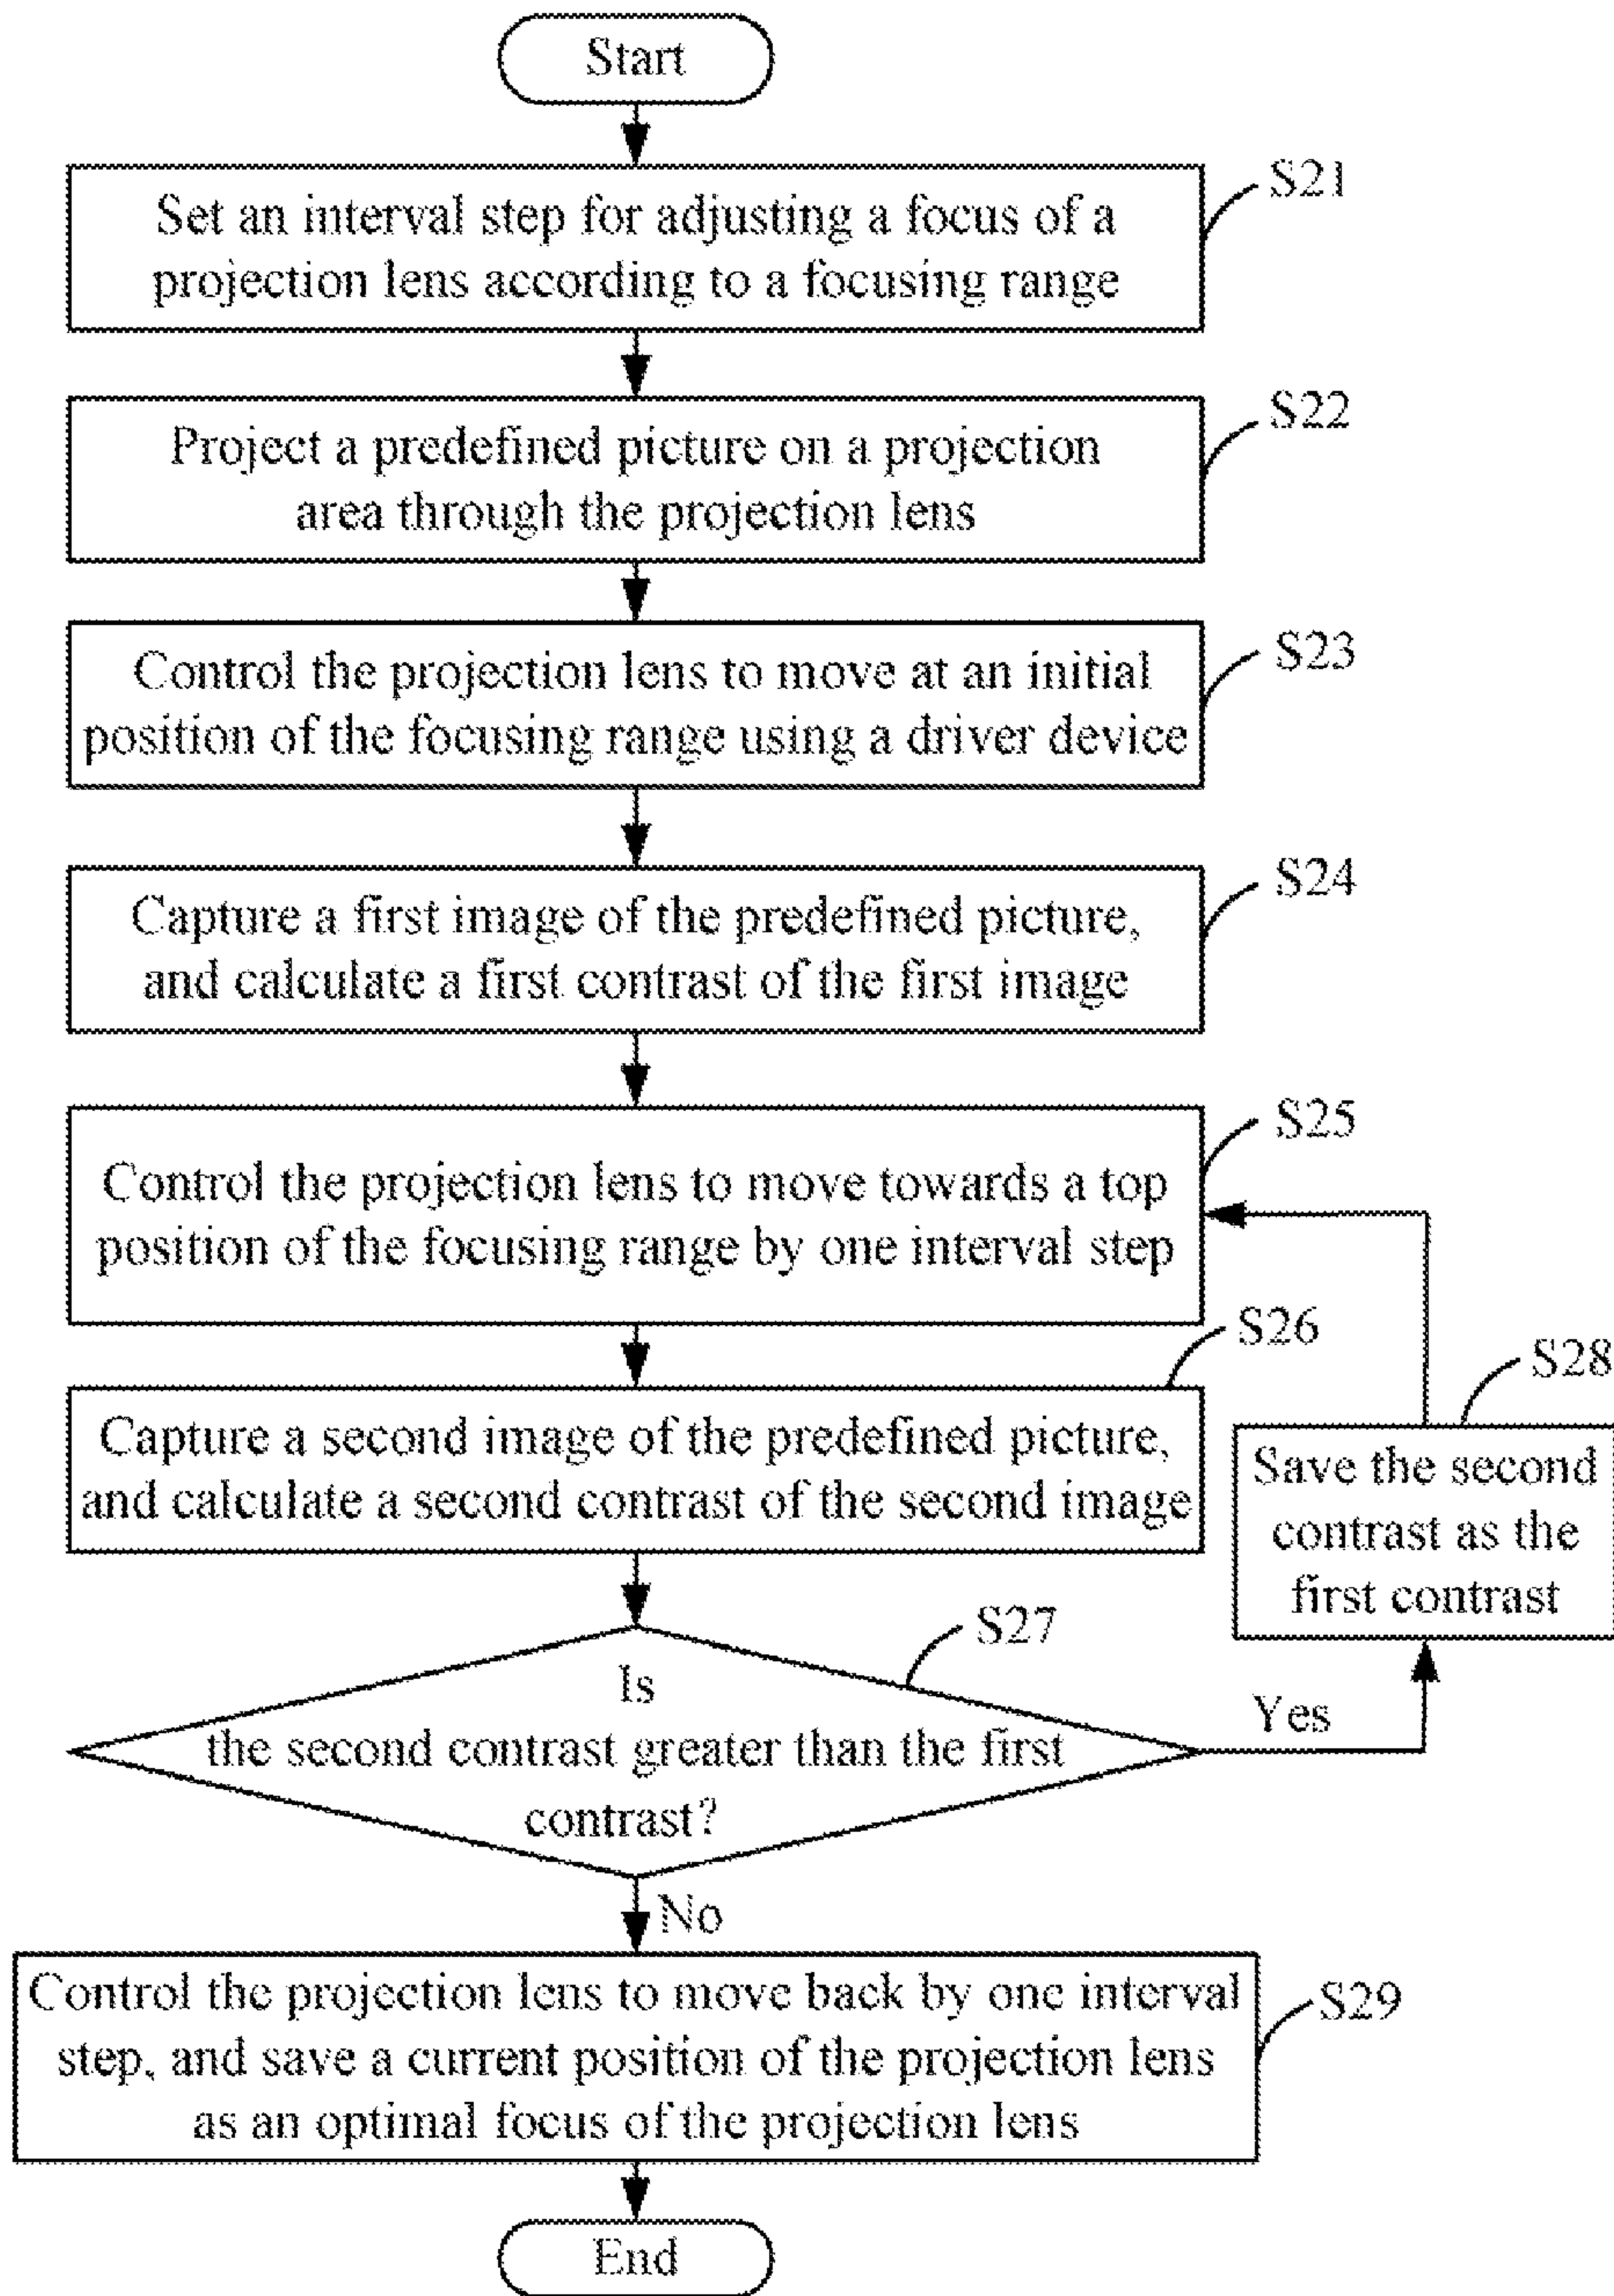 Start
S21
Set an interval step for adjusting a focus of a
projection lens according to a focusing range
S22
Project a predefined picture on a projection
area through the projection lens
S23
Control the projection lens to move at an initial
position of the focusing range using a driver device
S24
Capture a first image of the predefined picture,
and calculate a first contrast of the first image
S25
Control the projection lens to move towards a top
position of the focusing range by one interval step
S26
Capture a second image of the predefined picture,
and calculate a second contrast of the second image
S28
Save the second
contrast as the
first contrast
S27
Is
the second contrast greater than the first
contrast?
Yes
No
S29
Control the projection lens to move back by one interval
step, and save a current position of the projection lens
as an optimal focus of the projection lens
End